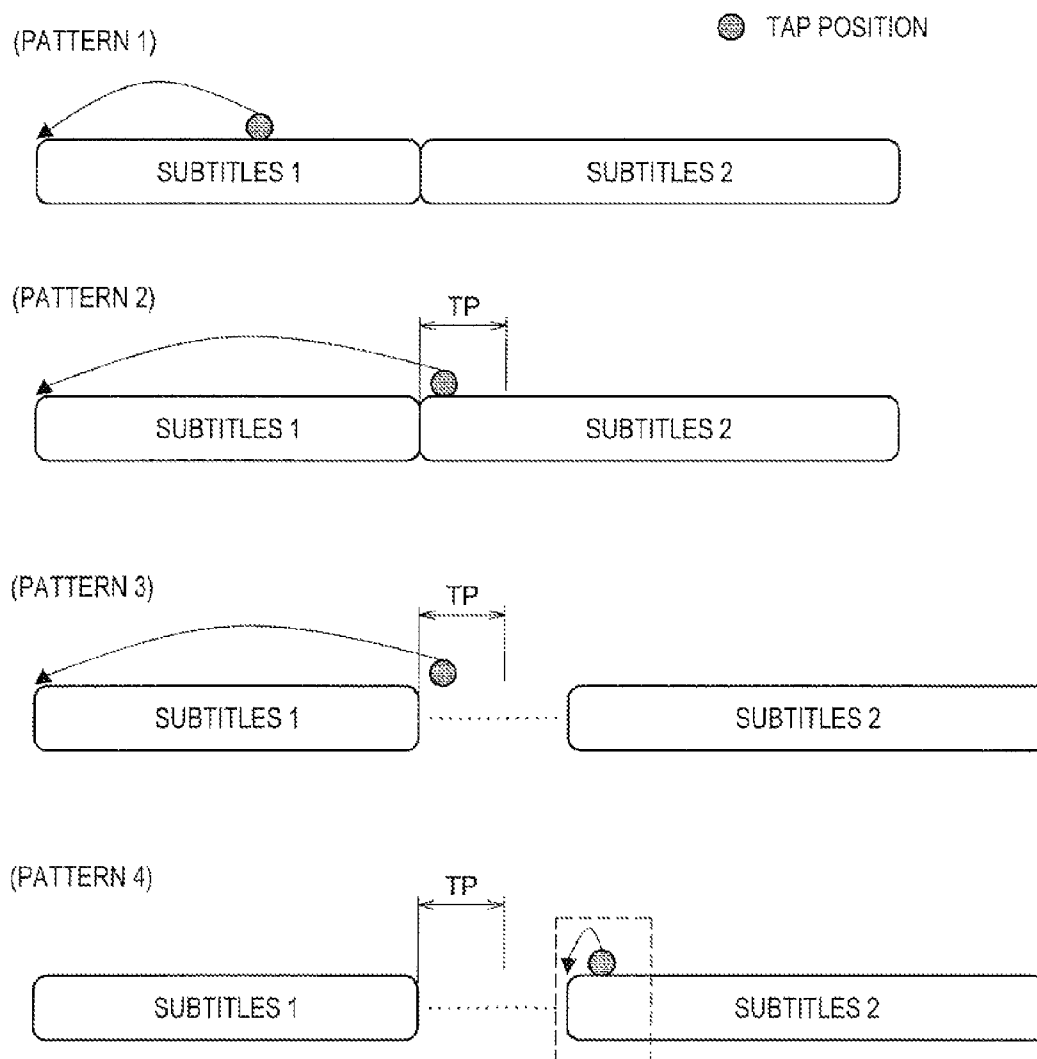 TAP POSITION
(PATTERN 1)
SUBTITLES 1 SUBTITLES 2
(PATTERN 2)
TP
SUBTITLES 1 SUBTITLES 2
(PATTERN 3)
TP
SUBTITLES 1 SUBTITLES 2
(PATTERN 4)
TP
SUBTITLES 1 SUBTITLES 2